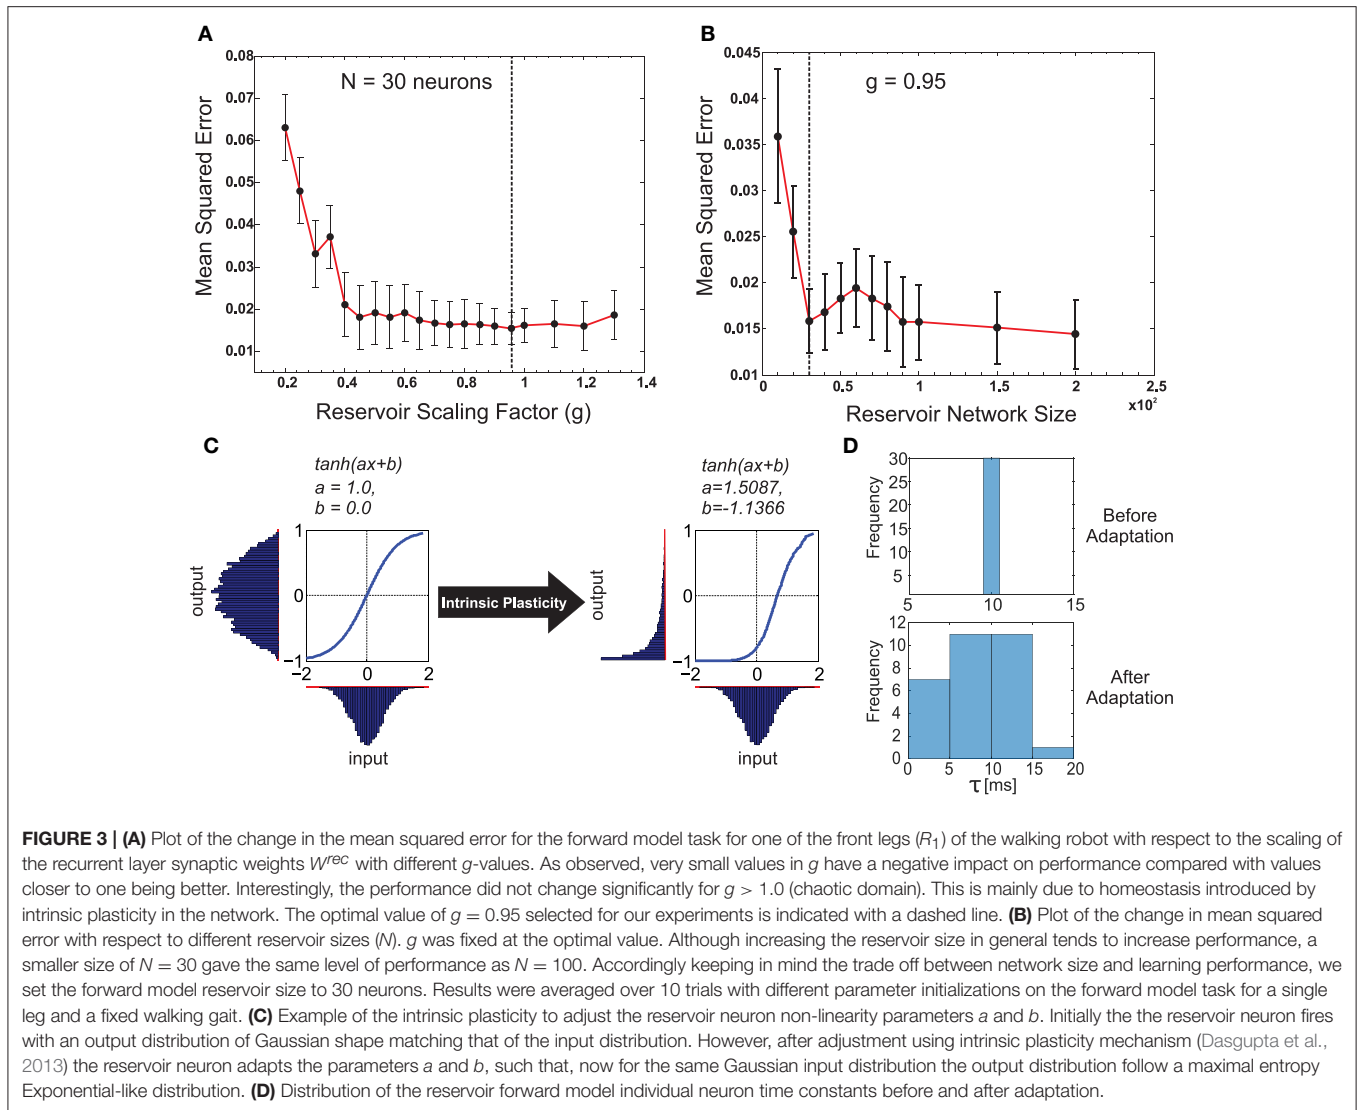 A
0.08
0.07
0.06
0.05
0.04
0.03
0.02
0.01
Mean Squared Error
N = 30 neurons
0.2
0.4
0.6
0.8
1
1.2
1.4
Reservoir Scaling Factor (g)
B
0.045
0.04
0.035
0.03
0.025
0.02
0.015
0.01
Mean Squared Error
g = 0.95
0
0.5
1
1.5
2
2.5
x10²
Reservoir Network Size
C
tanh(ax+b)
a = 1.0,
b = 0.0
1
0
−1
output
−2
0
2
input
Intrinsic Plasticity
tanh(ax+b)
a=1.5087,
b=-1.1366
1
0
−1
output
−2
0
2
input
D
30
25
20
15
10
5
Frequency
5
10
15
Before
Adaptation
12
10
8
6
4
2
0
Frequency
0
5
10
15
20
τ [ms]
After
Adaptation
FIGURE 3 | (A) Plot of the change in the mean squared error for the forward model task for one of the front legs (R1) of the walking robot with respect to the scaling of
the recurrent layer synaptic weights W^rec with different g-values. As observed, very small values in g have a negative impact on performance compared with values
closer to one being better. Interestingly, the performance did not change significantly for g > 1.0 (chaotic domain). This is mainly due to homeostasis introduced by
intrinsic plasticity in the network. The optimal value of g = 0.95 selected for our experiments is indicated with a dashed line. (B) Plot of the change in mean squared
error with respect to different reservoir sizes (N). g was fixed at the optimal value. Although increasing the reservoir size in general tends to increase performance, a
smaller size of N = 30 gave the same level of performance as N = 100. Accordingly keeping in mind the trade off between network size and learning performance, we
set the forward model reservoir size to 30 neurons. Results were averaged over 10 trials with different parameter initializations on the forward model task for a single
leg and a fixed walking gait. (C) Example of the intrinsic plasticity to adjust the reservoir neuron non-linearity parameters a and b. Initially the the reservoir neuron fires
with an output distribution of Gaussian shape matching that of the input distribution. However, after adjustment using intrinsic plasticity mechanism (Dasgupta et al.,
2013) the reservoir neuron adapts the parameters a and b, such that, now for the same Gaussian input distribution the output distribution follow a maximal entropy
Exponential-like distribution. (D) Distribution of the reservoir forward model individual neuron time constants before and after adaptation.